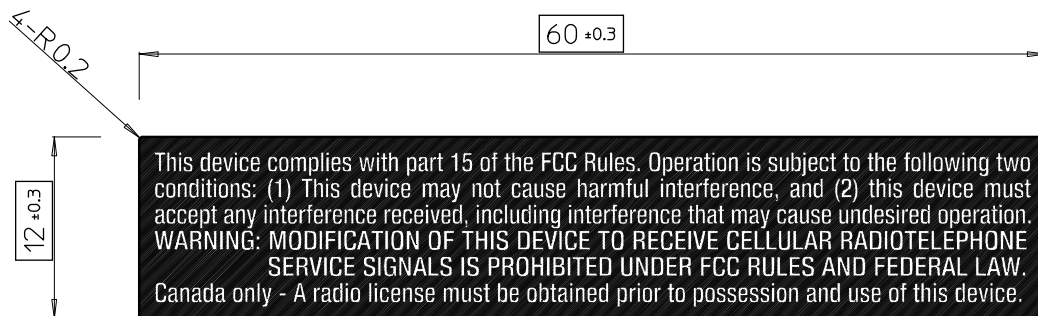 4-R0.2
60 ±0.3
12 ±0.3
This device complies with part 15 of the FCC Rules. Operation is subject to the following two
conditions: (1) This device may not cause harmful interference, and (2) this device must
accept any interference received, including interference that may cause undesired operation.
WARNING: MODIFICATION OF THIS DEVICE TO RECEIVE CELLULAR RADIOTELEPHONE
SERVICE SIGNALS IS PROHIBITED UNDER FCC RULES AND FEDERAL LAW.
Canada only - A radio license must be obtained prior to possession and use of this device.